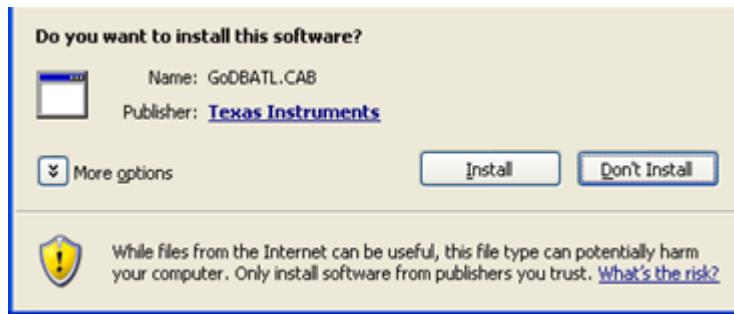 Do you want to install this software?
Name: GoDBATL.CAB
Publisher: Texas Instruments
More options
Install
Don't Install
While files from the Internet can be useful, this file type can potentially harm
your computer. Only install software from publishers you trust. What's the risk?